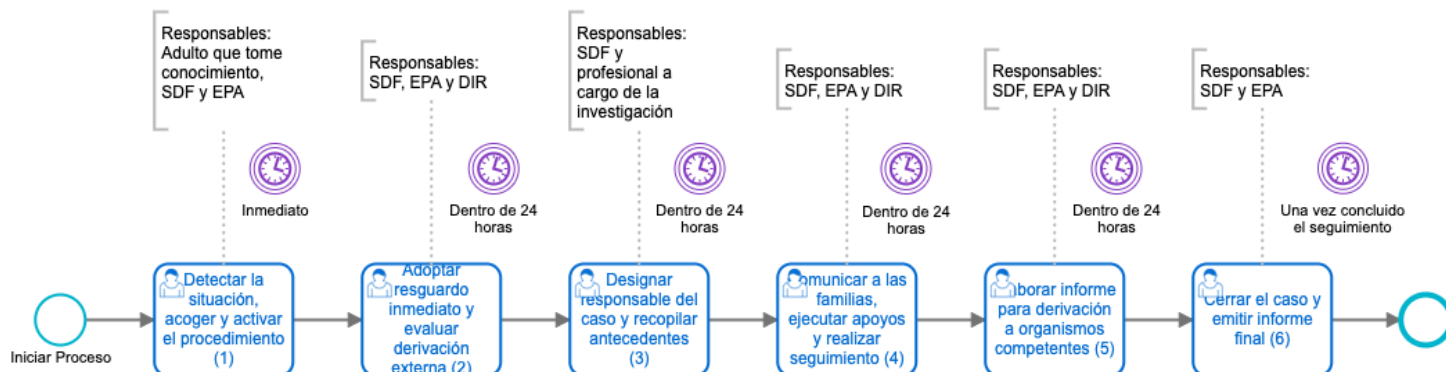 Responsables:
Adulto que tome
conocimiento,
SDF y EPA
Responsables:
SDF, EPA y DIR
Responsables:
SDF y
profesional a
cargo de la
investigación
Responsables:
SDF, EPA y DIR
Responsables:
SDF, EPA y DIR
Responsables:
SDF y EPA
Inmediato
Dentro de 24
horas
Dentro de 24
horas
Dentro de 24
horas
Dentro de 24
horas
Una vez concluido
el seguimiento
Iniciar Proceso
Detectar la
situación,
acoger y activar
el procedimiento
(1)
Adoptar
resguardo
inmediato y
evaluar
derivación
externa (2)
Designar
responsable del
caso y recopilar
antecedentes
(3)
Comunicar a las
familias,
ejecutar apoyos
y realizar
seguimiento (4)
Elaborar informe
para derivación
a organismos
competentes (5)
Cerrar el caso y
emitir informe
final (6)